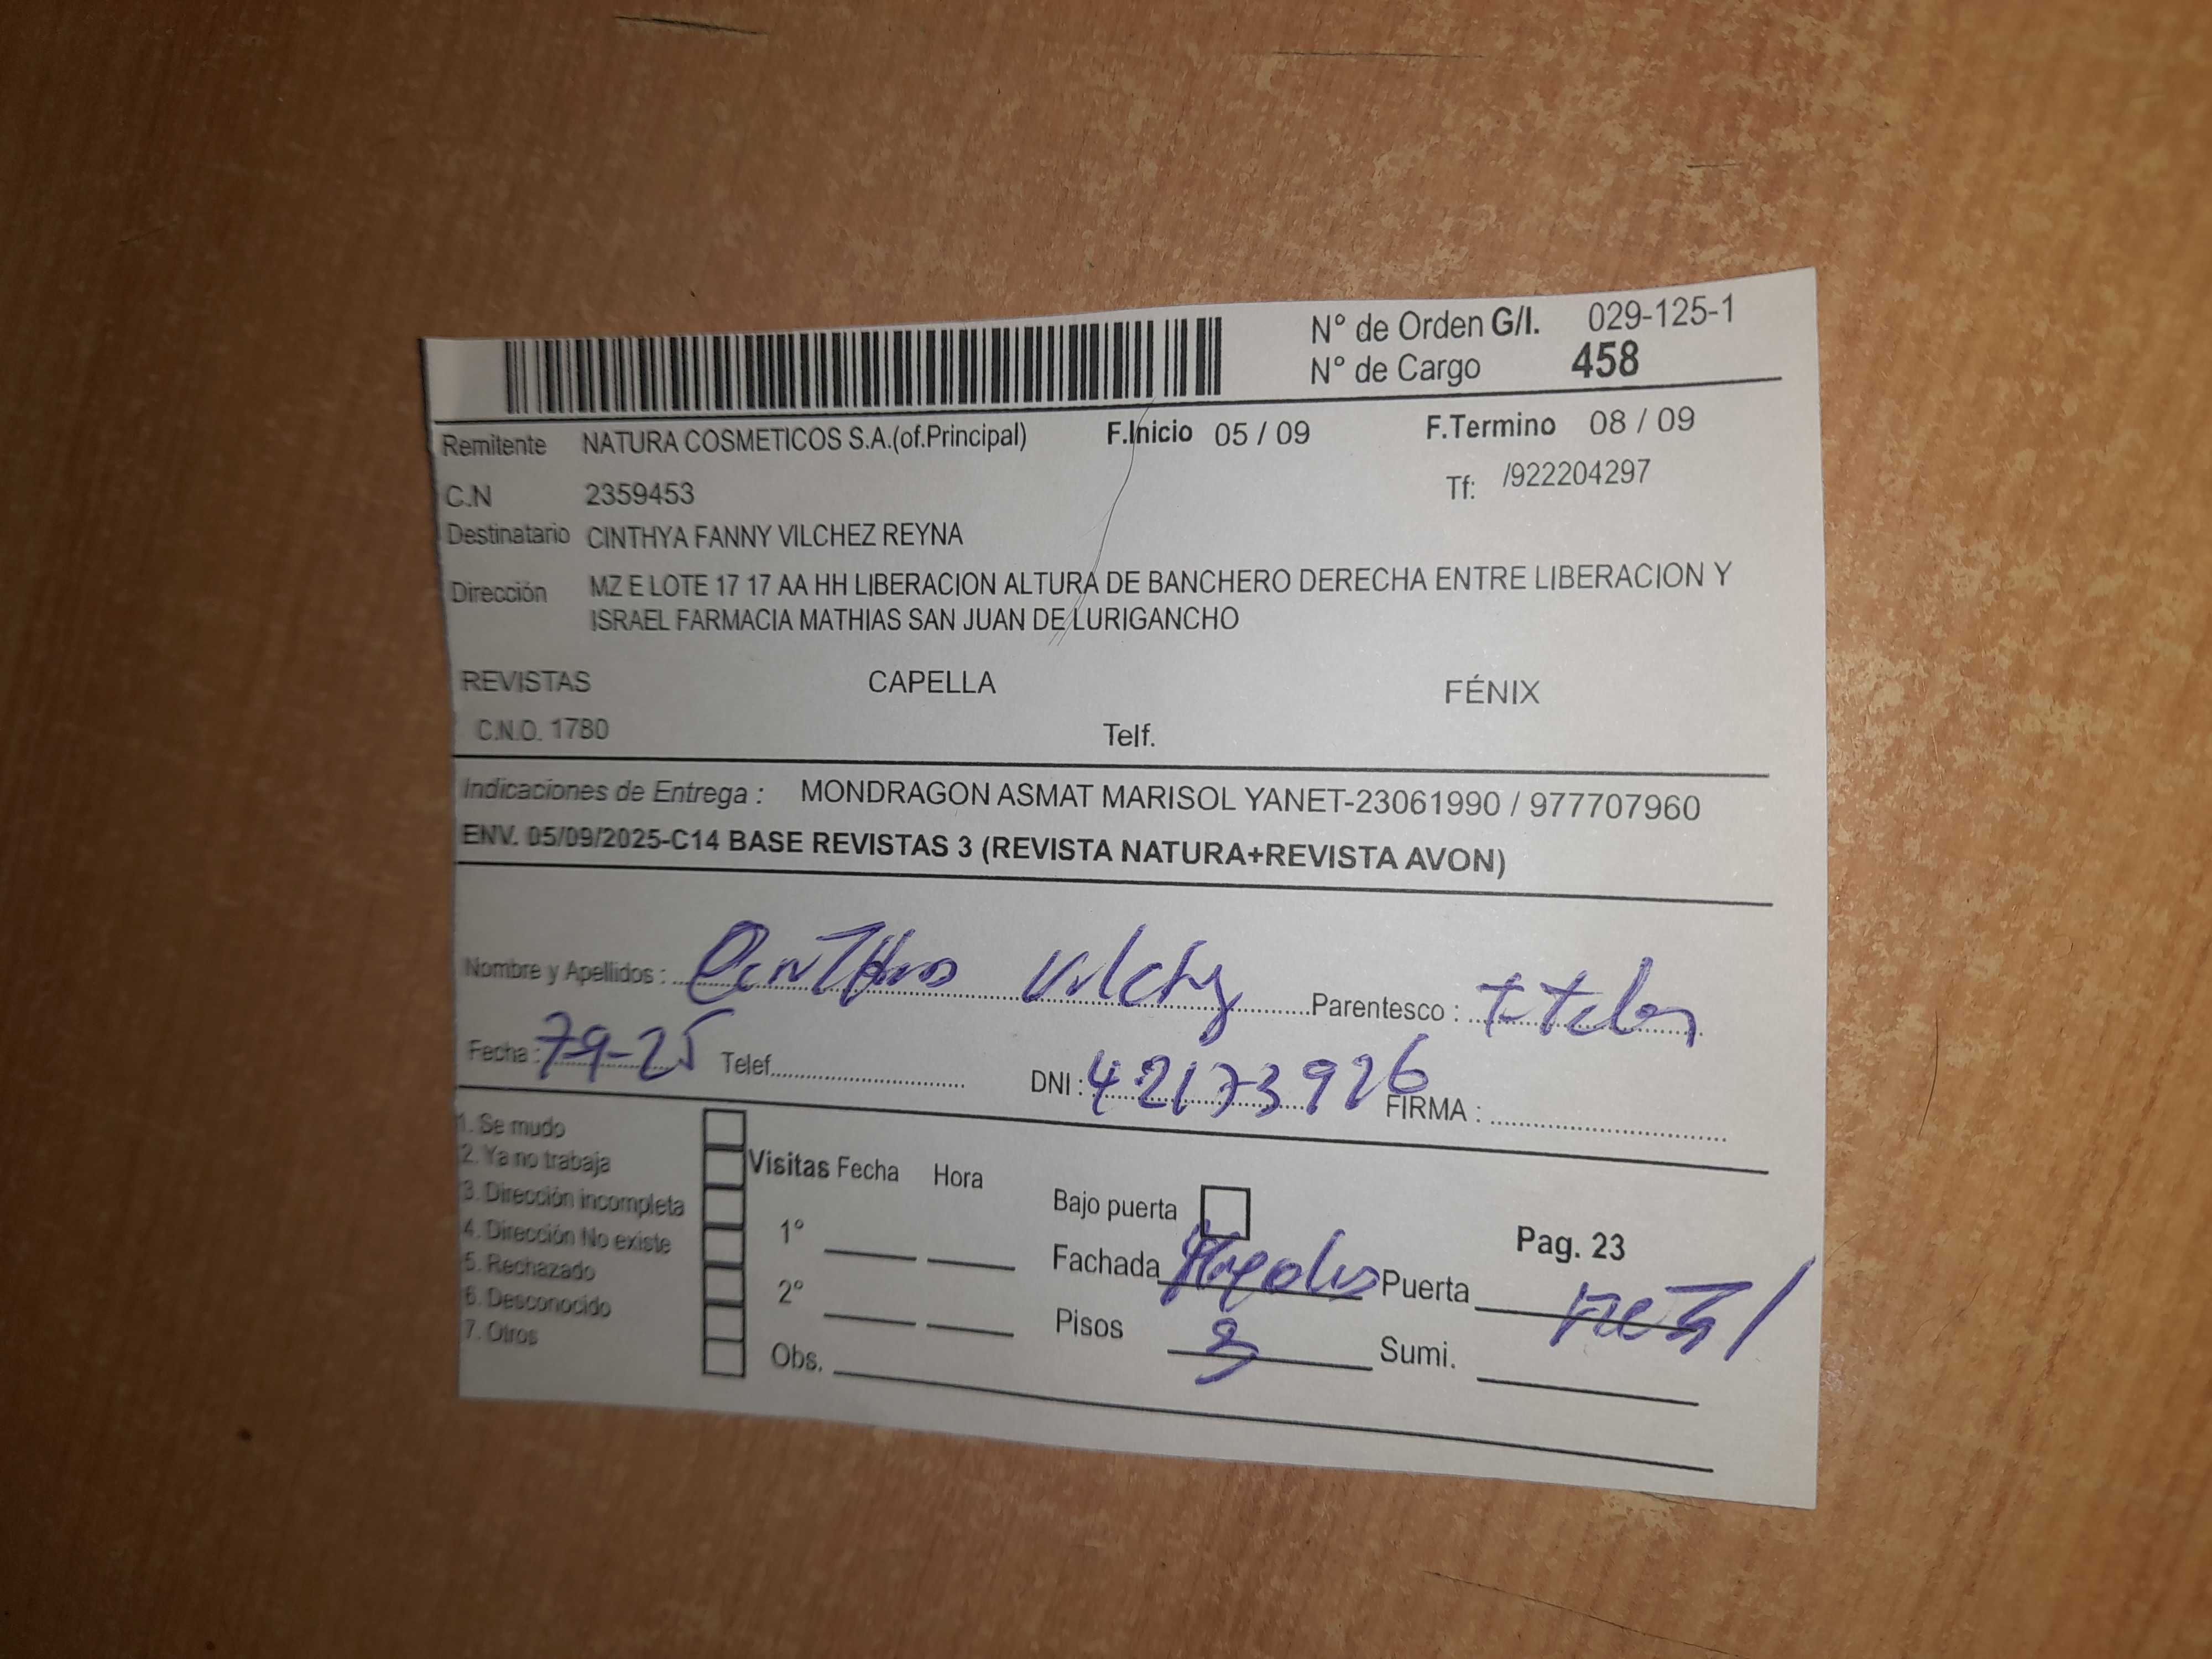 N° de Orden G/I. 029-125-1
N° de Cargo 458
Remitente NATURA COSMETICOS S.A.(of.Principal) F.Inicio 05 / 09 F.Termino 08 / 09
C.N 2359453 Tf: /922204297
Destinatario CINTHYA FANNY VILCHEZ REYNA
Dirección MZ E LOTE 17 17 AA HH LIBERACION ALTURA DE BANCHERO DERECHA ENTRE LIBERACION Y
ISRAEL FARMACIA MATHIAS SAN JUAN DE LURIGANCHO
REVISTAS CAPELLA FÉNIX
C.N.O. 1780 Telf.
Indicaciones de Entrega : MONDRAGON ASMAT MARISOL YANET-23061990 / 977707960
ENV. 05/09/2025-C14 BASE REVISTAS 3 (REVISTA NATURA+REVISTA AVON)
Nombre y Apellidos : Parentesco :
Fecha : 7-9-25 Telef. DNI : 42173926 FIRMA :
1. Se mudo
2. Ya no trabaja Visitas Fecha Hora
3. Dirección incompleta Bajo puerta
4. Dirección No existe 1° Fachada Puerta Pag. 23
5. Rechazado
6. Desconocido 2° Pisos 3 Sumi.
7. Otros Obs.